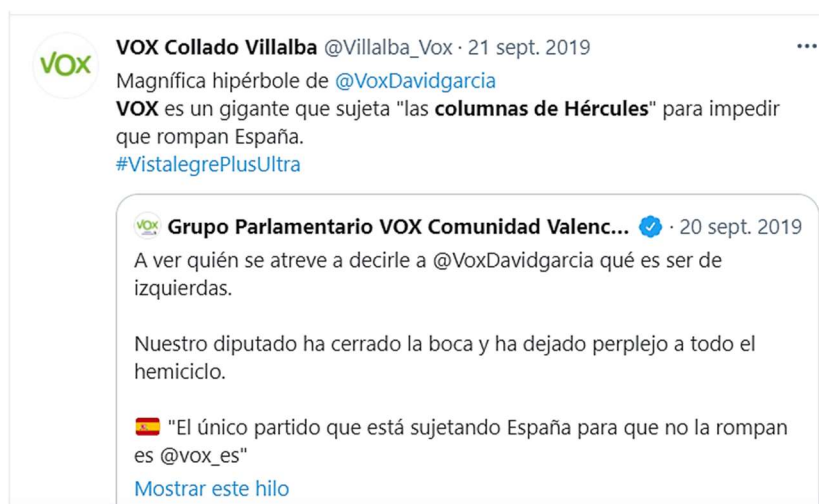 VOX
VOX Collado Villalba @Villalba_Vox · 21 sept. 2019
Magnífica hipérbole de @VoxDavidgarcia
VOX es un gigante que sujeta "las columnas de Hércules" para impedir
que rompan España.
#VistalegrePlusUltra
VOX
Grupo Parlamentario VOX Comunidad Valenc... · 20 sept. 2019
A ver quién se atreve a decirle a @VoxDavidgarcia qué es ser de
izquierdas.
Nuestro diputado ha cerrado la boca y ha dejado perplejo a todo el
hemiciclo.
🇪🇸 "El único partido que está sujetando España para que no la rompan
es @vox_es"
Mostrar este hilo